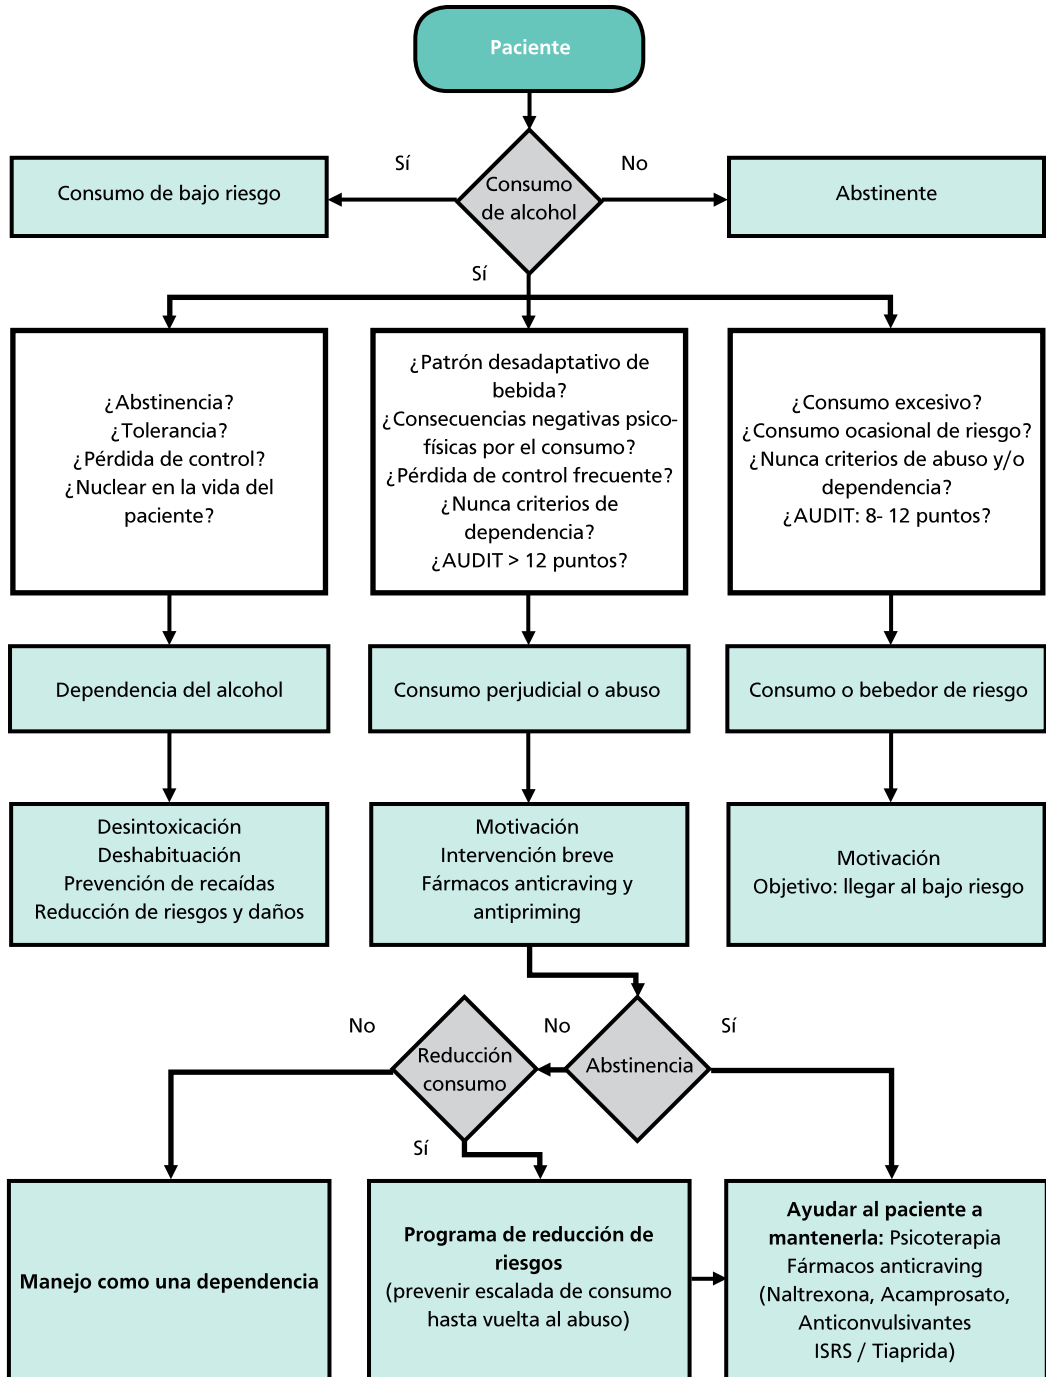 Paciente
Sí
No
Consumo de bajo riesgo
Consumo
de alcohol
Abstinente
Sí
¿Abstinencia?
¿Tolerancia?
¿Pérdida de control?
¿Nuclear en la vida del
paciente?
¿Patrón desadaptativo de
bebida?
¿Consecuencias negativas psico-
físicas por el consumo?
¿Pérdida de control frecuente?
¿Nunca criterios de
dependencia?
¿AUDIT > 12 puntos?
¿Consumo excesivo?
¿Consumo ocasional de riesgo?
¿Nunca criterios de abuso y/o
dependencia?
¿AUDIT: 8- 12 puntos?
Dependencia del alcohol
Consumo perjudicial o abuso
Consumo o bebedor de riesgo
Desintoxicación
Deshabituación
Prevención de recaídas
Reducción de riesgos y daños
Motivación
Intervención breve
Fármacos anticraving y
antipriming
Motivación
Objetivo: llegar al bajo riesgo
No
Reducción
consumo
No
Abstinencia
Sí
Sí
Manejo como una dependencia
Programa de reducción de
riesgos
(prevenir escalada de consumo
hasta vuelta al abuso)
Ayudar al paciente a
mantenerla: Psicoterapia
Fármacos anticraving
(Naltrexona, Acamprosato,
Anticonvulsivantes
ISRS / Tiaprida)